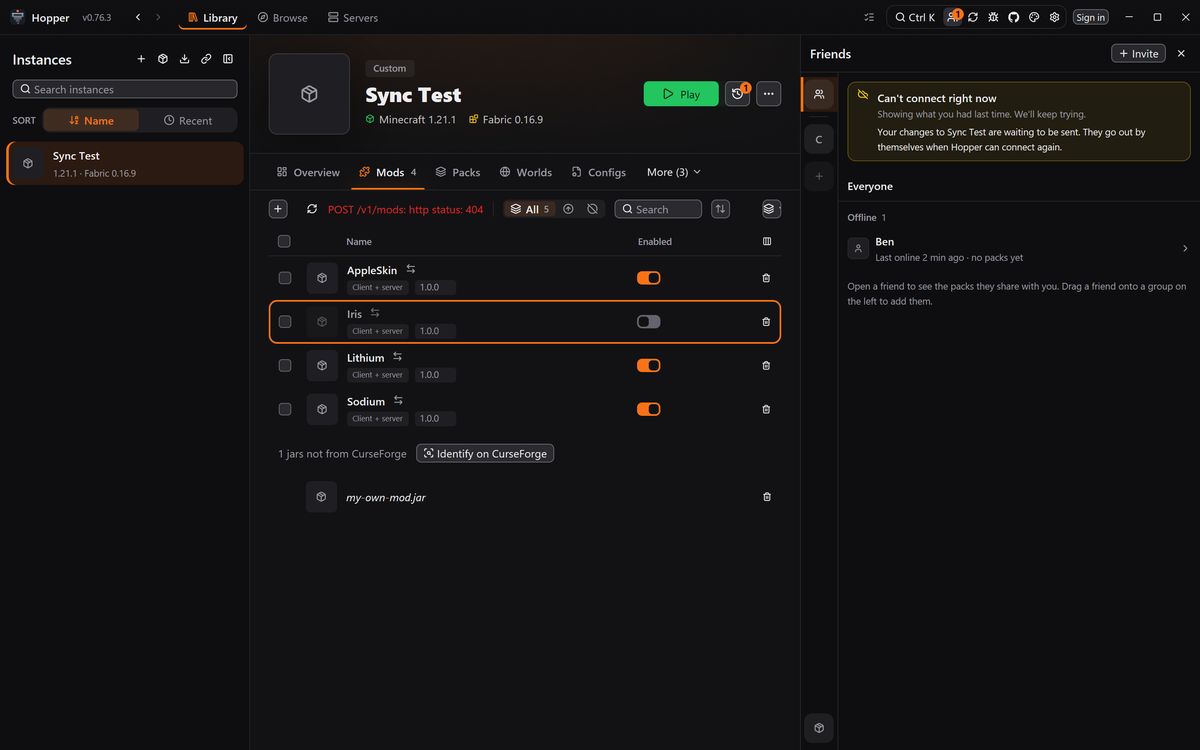 Hopper v0.76.3 Library Browse Servers Ctrl K 1 Sign in
Instances
Search instances
SORT Name Recent
Sync Test
1.21.1 · Fabric 0.16.9
Custom
Sync Test
Minecraft 1.21.1 Fabric 0.16.9
Play 1
Overview Mods 4 Packs Worlds Configs More (3)
POST /v1/mods: http status: 404 All 5 Search
Name Enabled
AppleSkin
Client + server 1.0.0
Iris
Client + server 1.0.0
Lithium
Client + server 1.0.0
Sodium
Client + server 1.0.0
1 jars not from CurseForge Identify on CurseForge
my-own-mod.jar
Friends Invite
C
Can't connect right now
Showing what you had last time. We'll keep trying.
Your changes to Sync Test are waiting to be sent. They go out by
themselves when Hopper can connect again.
Everyone
Offline 1
Ben
Last online 2 min ago · no packs yet
Open a friend to see the packs they share with you. Drag a friend onto a group on
the left to add them.